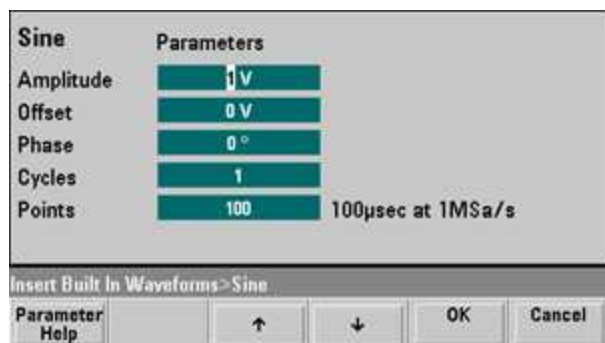 Sine Parameters
Amplitude 1 V
Offset 0 V
Phase 0 °
Cycles 1
Points 100 100µsec at 1MSa/s
Insert Built In Waveforms>Sine
Parameter Help ↑ ↓ OK Cancel